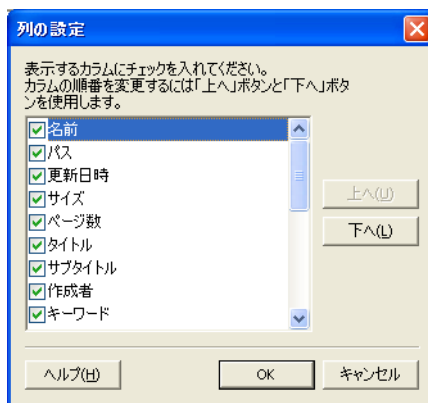 列の設定
表示するカラムにチェックを入れてください。
カラムの順番を変更するには「上へ」ボタンと「下へ」ボタ
ンを使用します。
名前
パス
更新日時
サイズ
ページ数
タイトル
サブタイトル
作成者
キーワード
上へ(U)
下へ(L)
ヘルプ(H)
OK
キャンセル